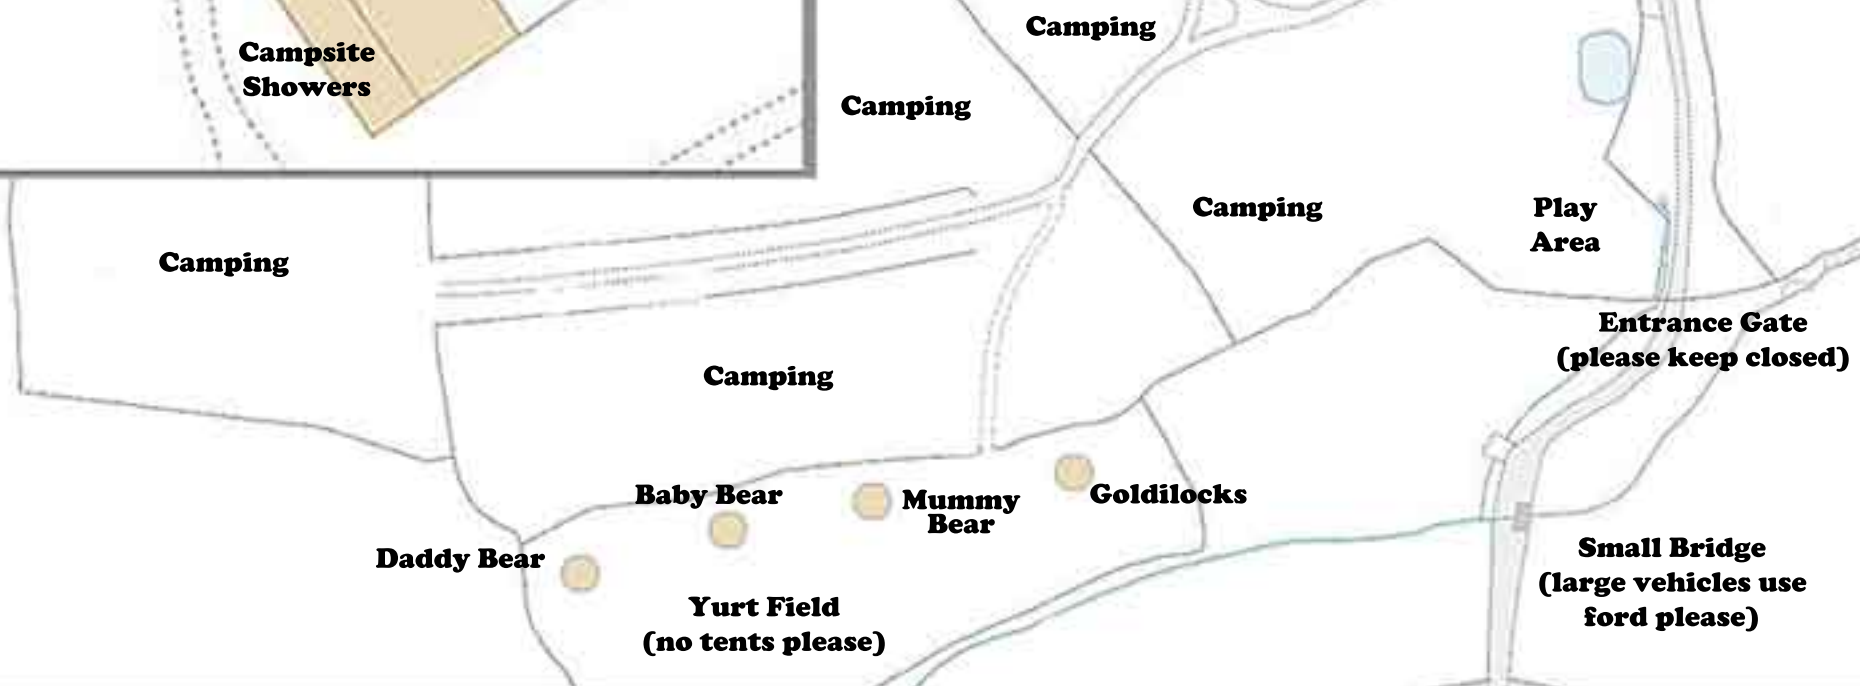 Camping
Campsite
Showers
Camping
Camping
Play
Area
Camping
Entrance Gate
(please keep closed)
Camping
Baby Bear
Mummy
Bear
Goldilocks
Daddy Bear
Small Bridge
(large vehicles use
ford please)
Yurt Field
(no tents please)